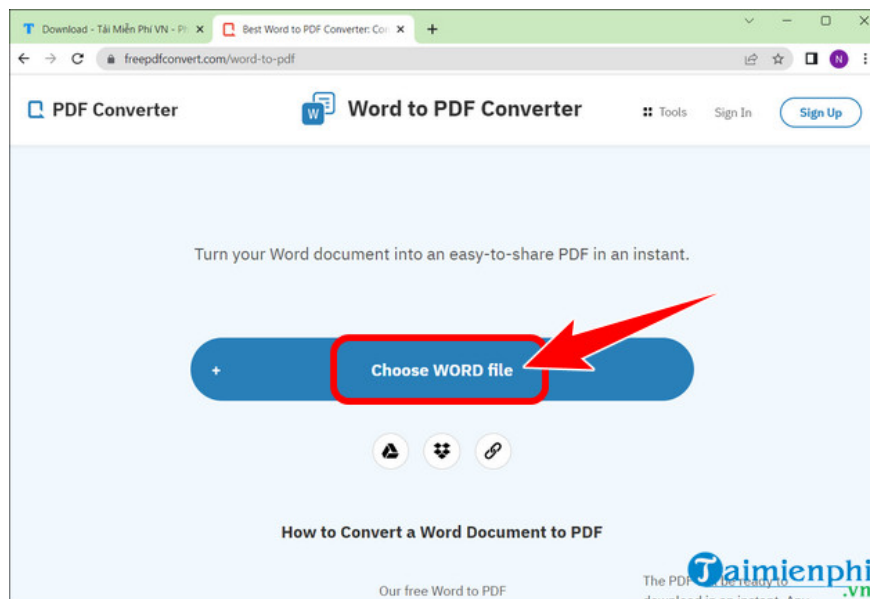 Download - Tải Miễn Phí VN - Ph
Best Word to PDF Converter: Con
freepdfconvert.com/word-to-pdf
N
PDF Converter
W
Word to PDF Converter
Tools
Sign In
Sign Up
Turn your Word document into an easy-to-share PDF in an instant.
+ Choose WORD file
How to Convert a Word Document to PDF
Our free Word to PDF
The PDF be ready to
download in an instant. Any
Taimienphi
.vn